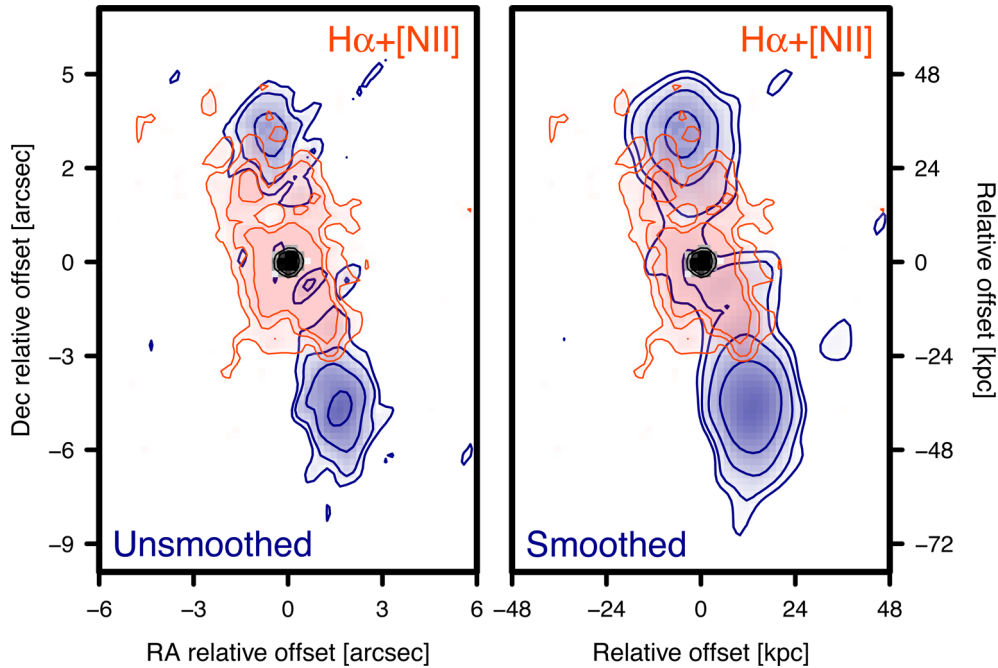 Hα+[NII]
Hα+[NII]
5
2
0
−3
−6
−9
48
24
0
−24
−48
−72
Dec relative offset [arcsec]
Relative offset [kpc]
Unsmoothed
Smoothed
−6
−3
0
3
6
−48
−24
0
24
48
RA relative offset [arcsec]
Relative offset [kpc]